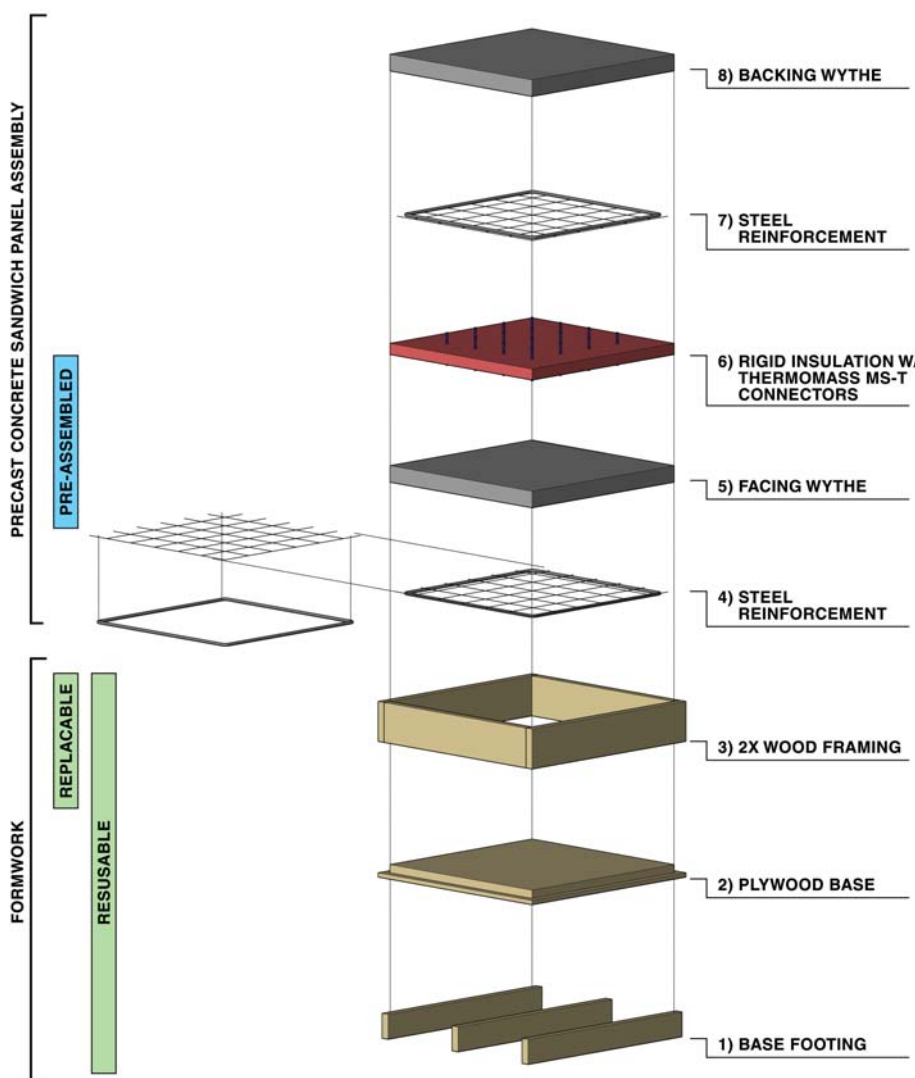 PRECAST CONCRETE SANDWICH PANEL ASSEMBLY
PRE-ASSEMBLED
8) BACKING WYTHE
7) STEEL
REINFORCEMENT
6) RIGID INSULATION W/
THERMOMASS MS-T
CONNECTORS
5) FACING WYTHE
4) STEEL
REINFORCEMENT
FORMWORK
REPLACABLE
RESUSABLE
3) 2X WOOD FRAMING
2) PLYWOOD BASE
1) BASE FOOTING